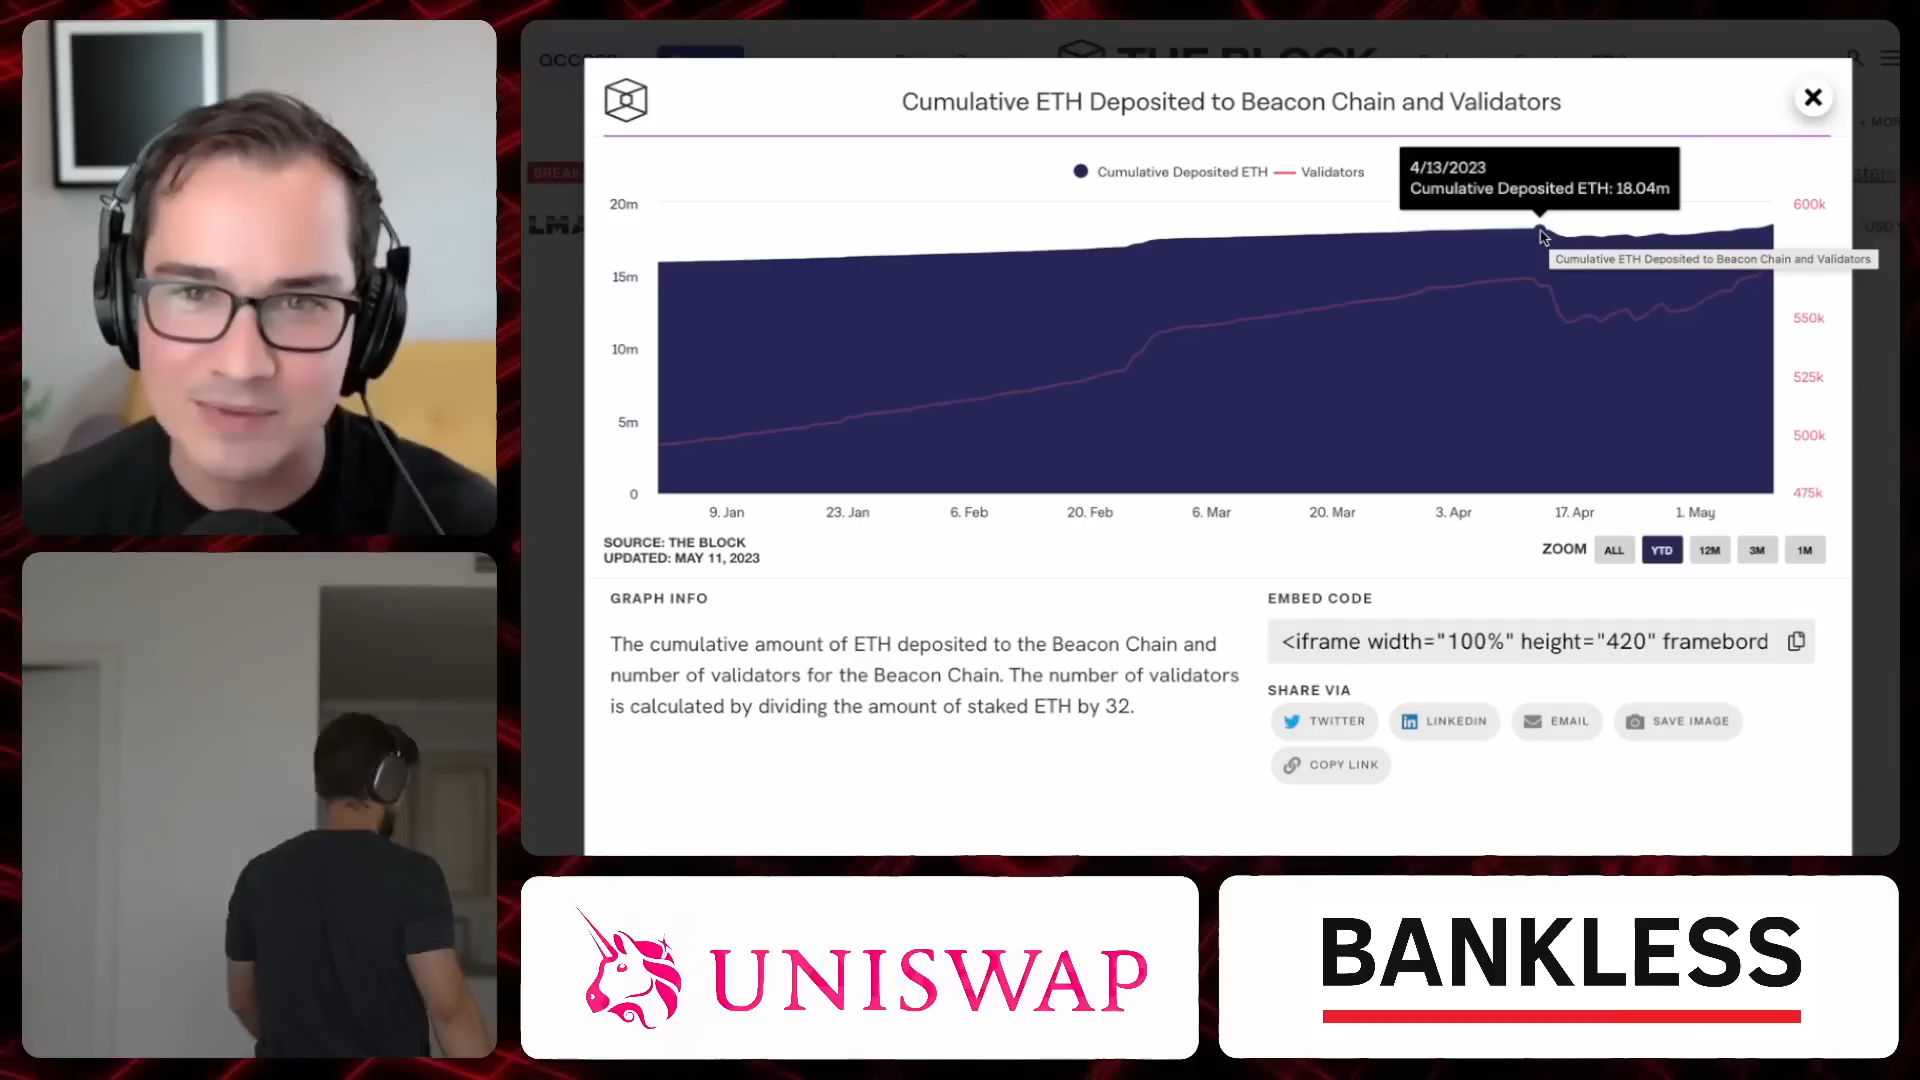 THE BLOCK
BREAK
Cumulative ETH Deposited to Beacon Chain and Validators
Cumulative Deposited ETH
Validators
4/13/2023
Cumulative Deposited ETH: 18.04m
Cumulative ETH Deposited to Beacon Chain and Validators
20m
15m
10m
5m
0
600k
550k
525k
500k
475k
9. Jan
23. Jan
6. Feb
20. Feb
6. Mar
20. Mar
3. Apr
17. Apr
1. May
SOURCE: THE BLOCK
UPDATED: MAY 11, 2023
ZOOM
ALL
YTD
12M
3M
1M
GRAPH INFO
The cumulative amount of ETH deposited to the Beacon Chain and
number of validators for the Beacon Chain. The number of validators
is calculated by dividing the amount of staked ETH by 32.
EMBED CODE
<iframe width="100%" height="420" framebord
SHARE VIA
TWITTER
LINKEDIN
EMAIL
SAVE IMAGE
COPY LINK
USD
UNISWAP
BANKLESS